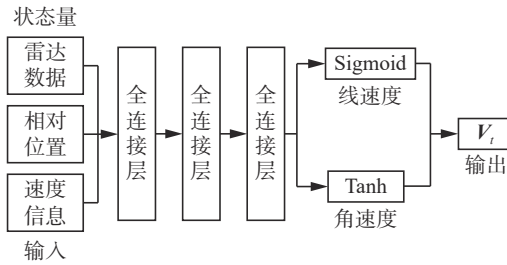 状态量
雷达
数据
相对
位置
速度
信息
输入
全连接层
全连接层
全连接层
Sigmoid
线速度
Tanh
角速度
V_t
输出